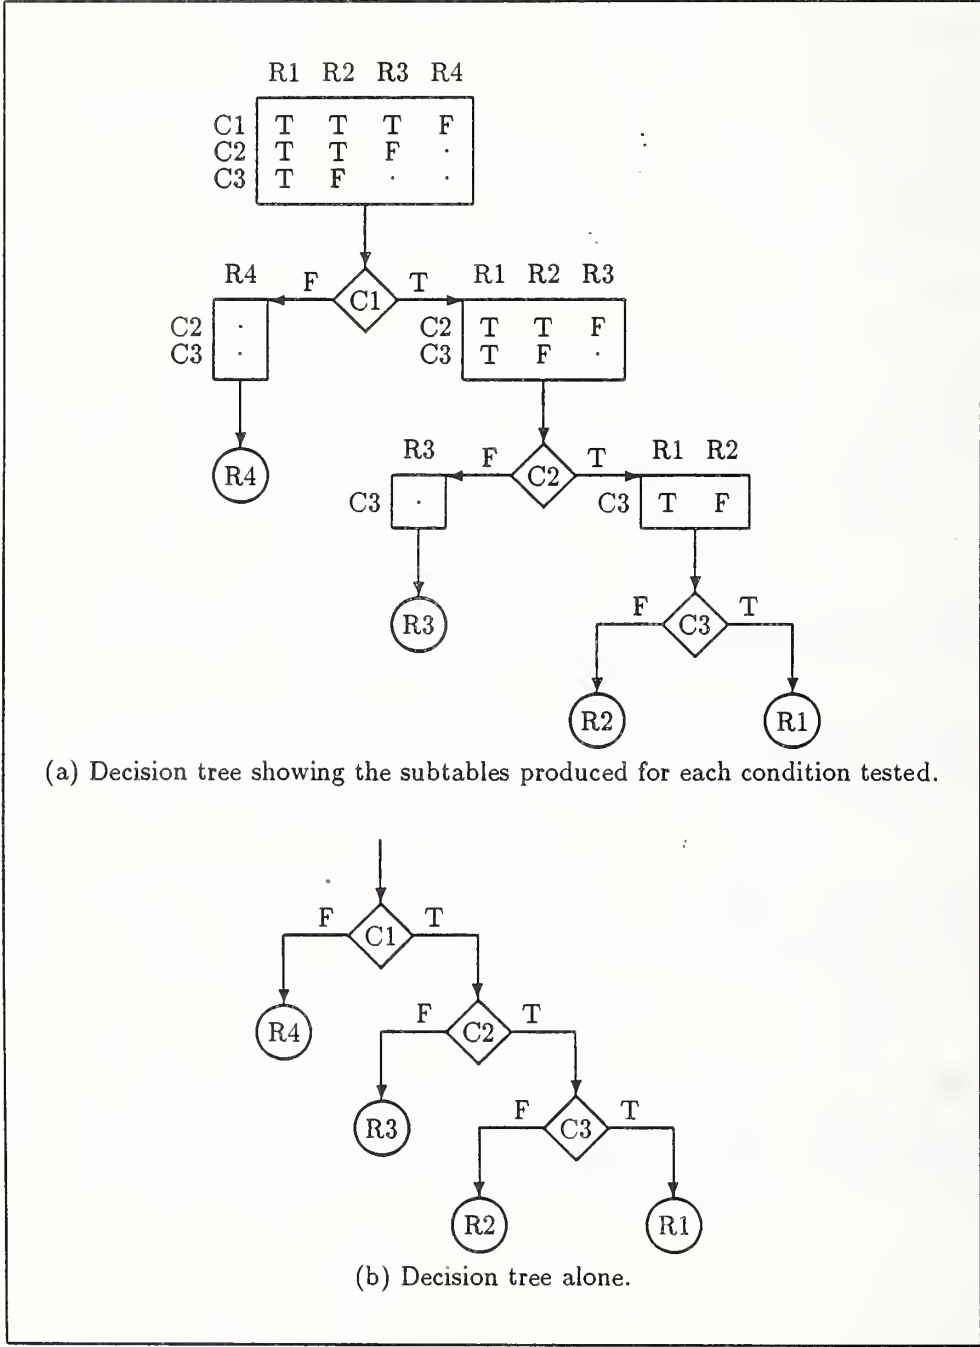 R1 R2 R3 R4
C1 T T T F
C2 T T F ·
C3 T F · ·
R4 F C1 T R1 R2 R3
C2 · C2 T T F
C3 · C3 T F ·
R4 R3 F C2 T R1 R2
C3 · C3 T F
R3 F C3 T
R2 R1
(a) Decision tree showing the subtables produced for each condition tested.
F C1 T
R4 F C2 T
R3 F C3 T
R2 R1
(b) Decision tree alone.